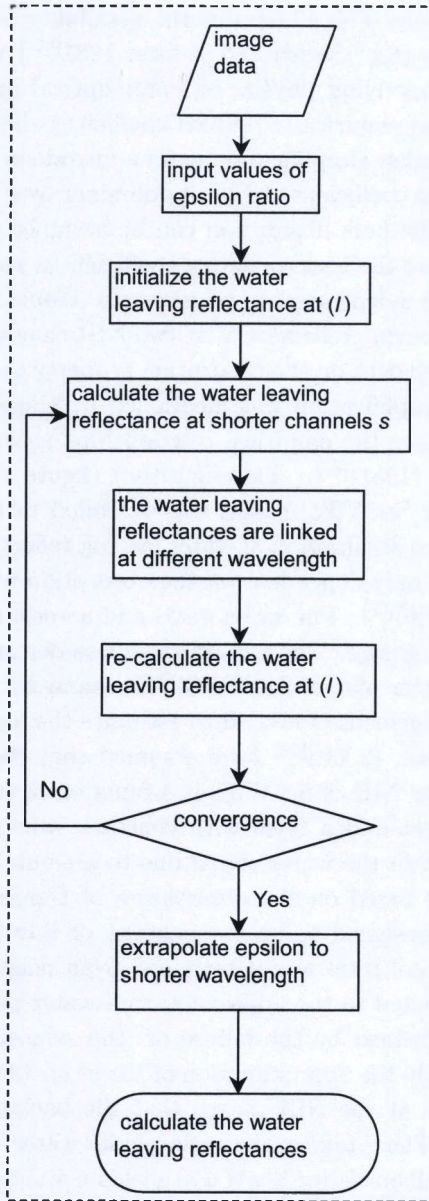 image
data
input values of
epsilon ratio
initialize the water
leaving reflectance at (l)
calculate the water leaving
reflectance at shorter channels s
the water leaving
reflectances are linked
at different wavelength
re-calculate the water
leaving reflectance at (l)
No
convergence
Yes
extrapolate epsilon to
shorter wavelength
calculate the water
leaving reflectances